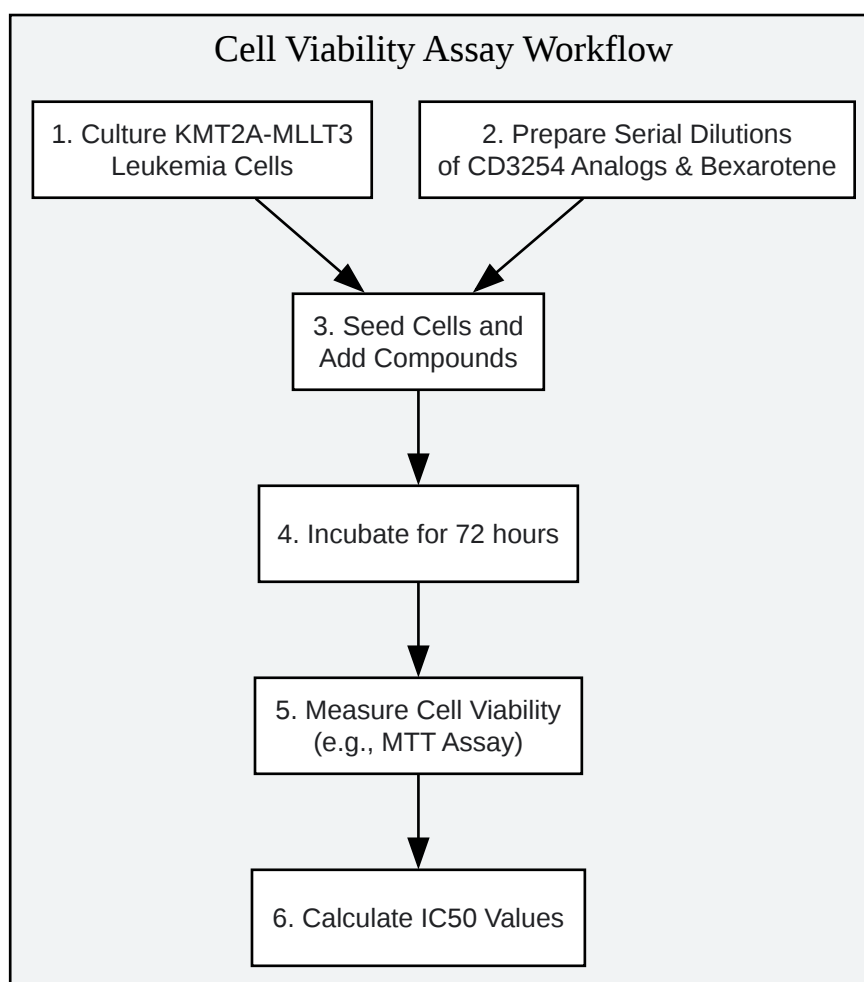 Cell Viability Assay Workflow
1. Culture KMT2A-MLLT3
Leukemia Cells
2. Prepare Serial Dilutions
of CD3254 Analogs & Bexarotene
3. Seed Cells and
Add Compounds
4. Incubate for 72 hours
5. Measure Cell Viability
(e.g., MTT Assay)
6. Calculate IC50 Values